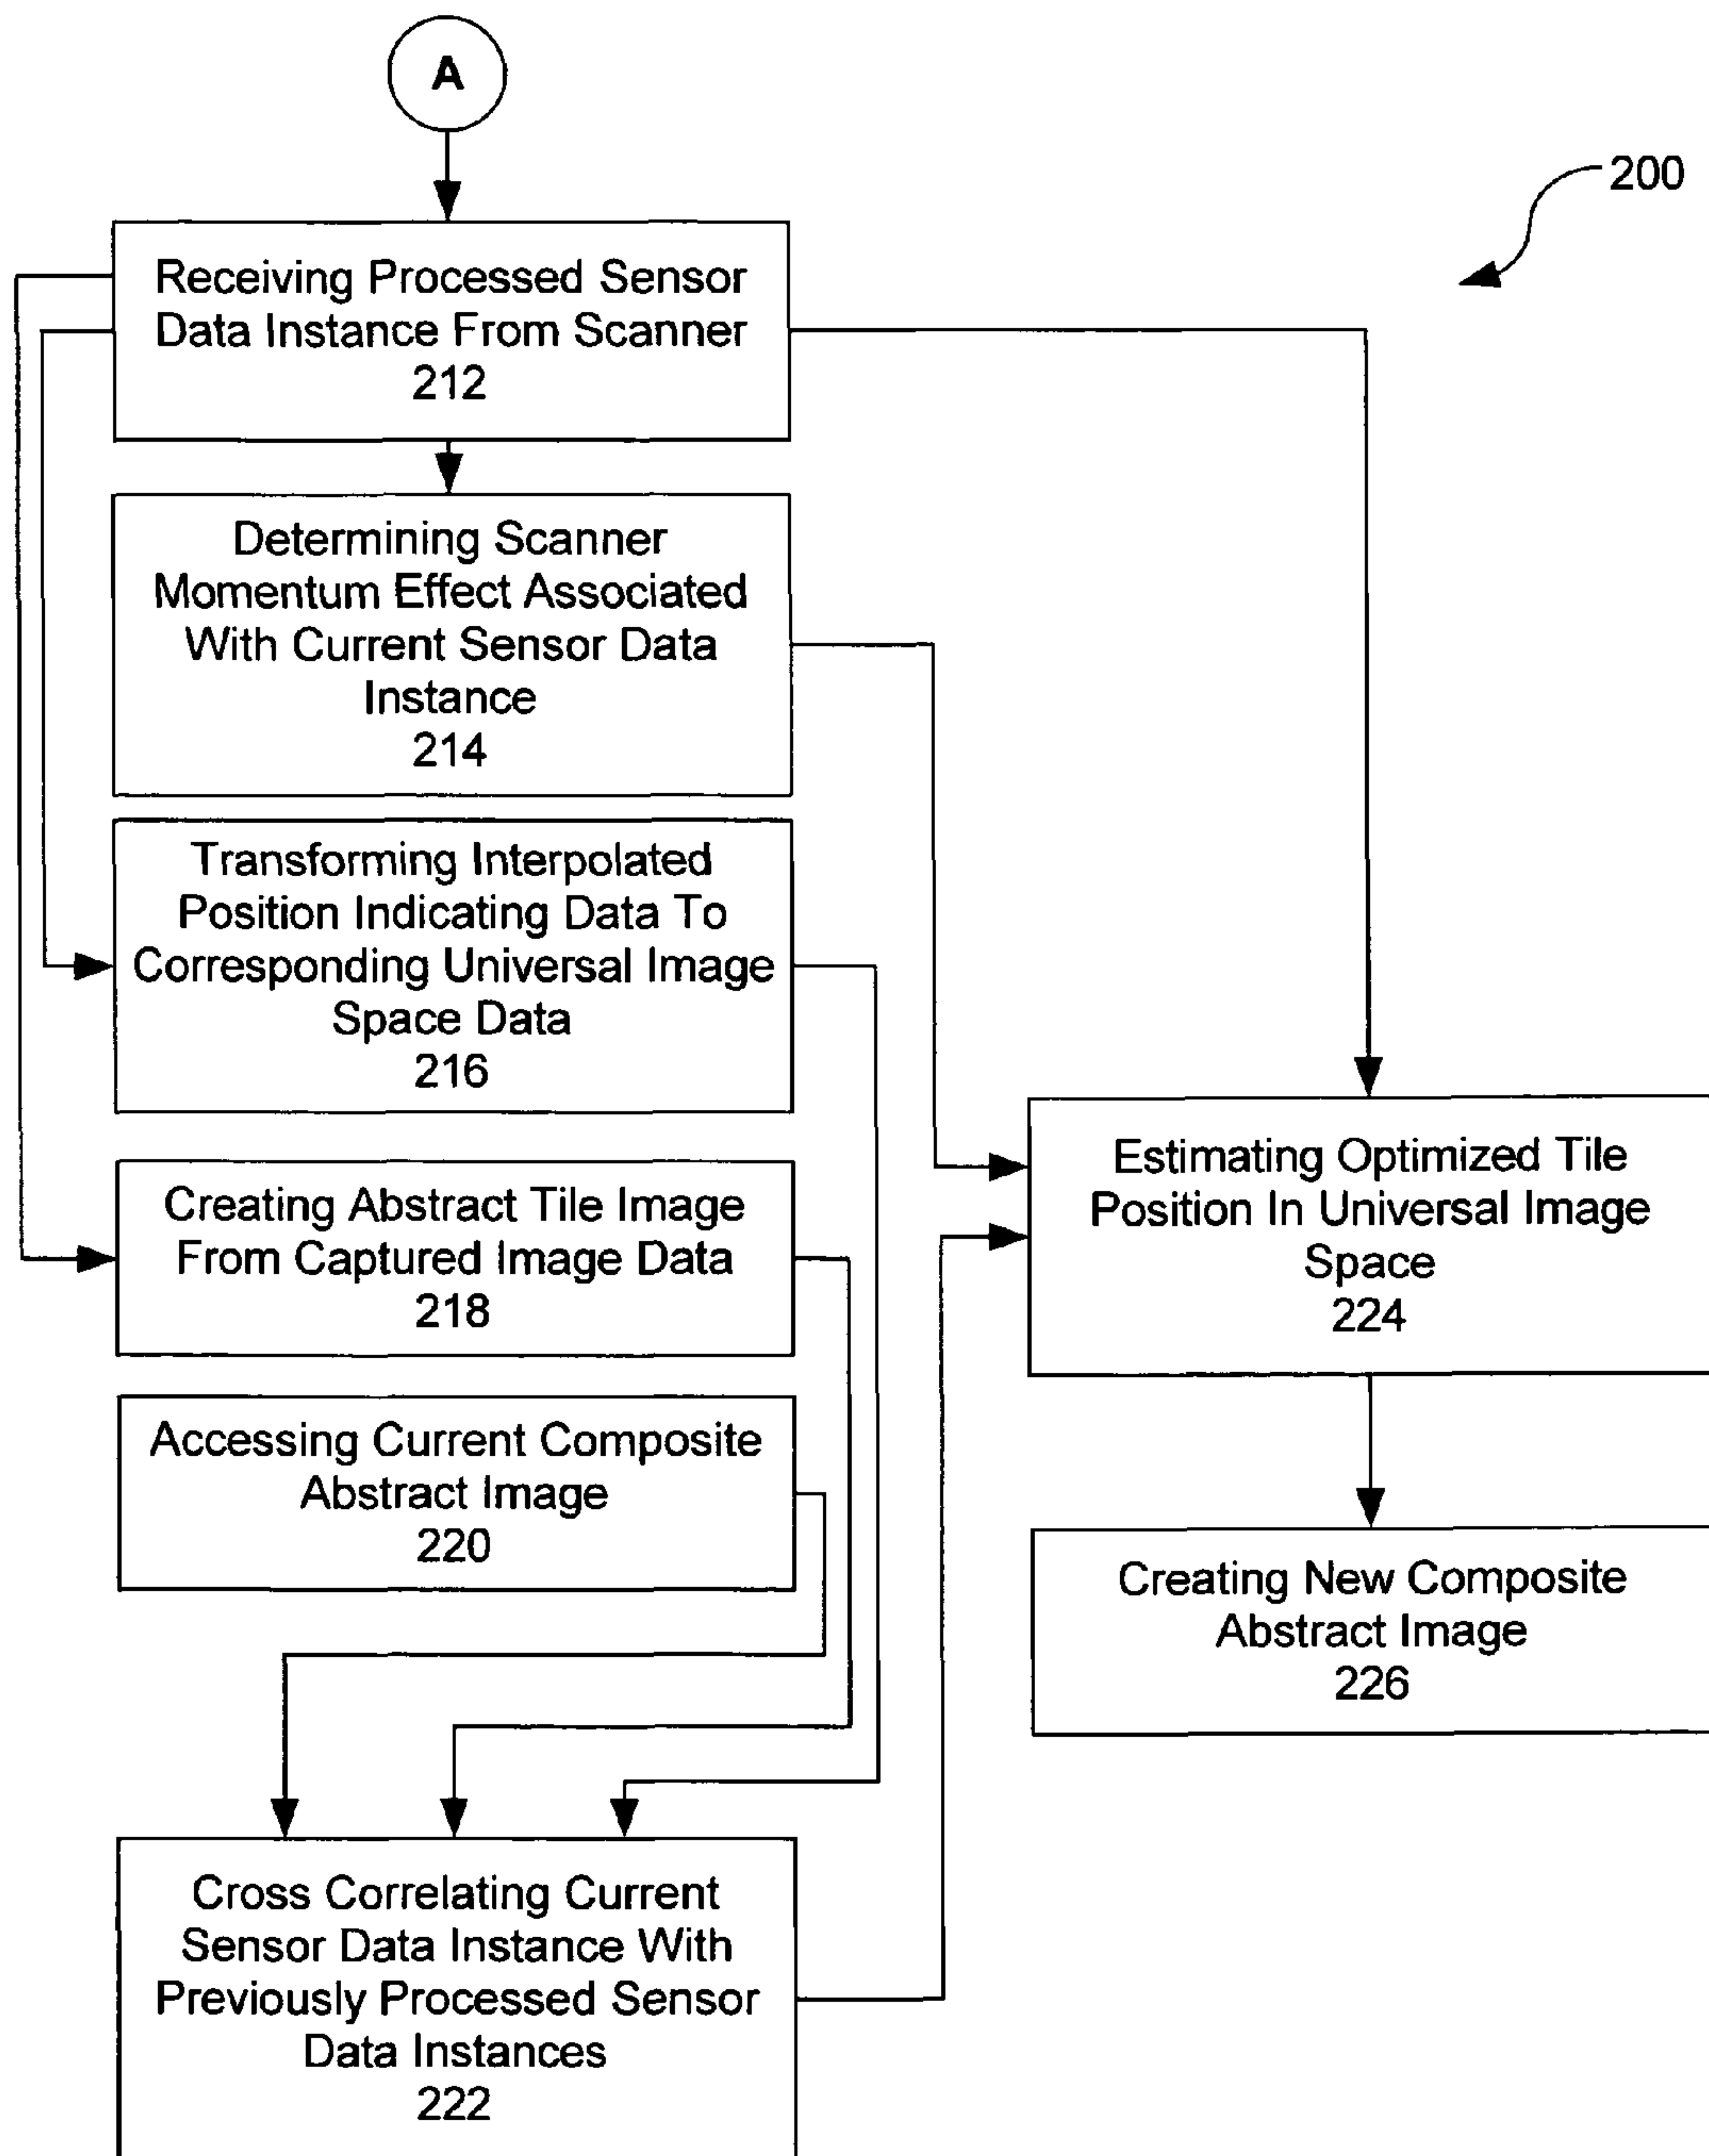 A
200
Receiving Processed Sensor
Data Instance From Scanner
212
Determining Scanner
Momentum Effect Associated
With Current Sensor Data
Instance
214
Transforming Interpolated
Position Indicating Data To
Corresponding Universal Image
Space Data
216
Creating Abstract Tile Image
From Captured Image Data
218
Accessing Current Composite
Abstract Image
220
Cross Correlating Current
Sensor Data Instance With
Previously Processed Sensor
Data Instances
222
Estimating Optimized Tile
Position In Universal Image
Space
224
Creating New Composite
Abstract Image
226